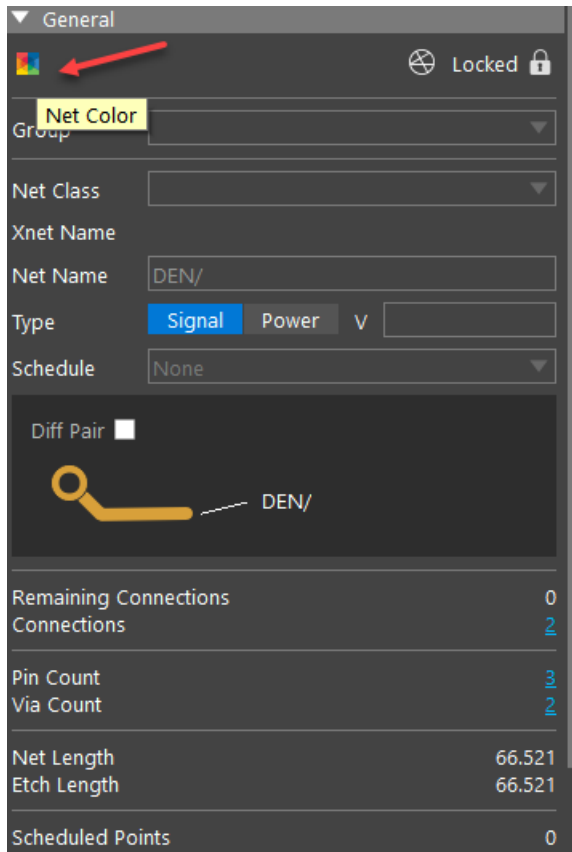 General
Locked
Net Color
Group
Net Class
Xnet Name
Net Name DEN/
Type Signal Power V
Schedule None
Diff Pair
DEN/
Remaining Connections 0
Connections 2
Pin Count 3
Via Count 2
Net Length 66.521
Etch Length 66.521
Scheduled Points 0